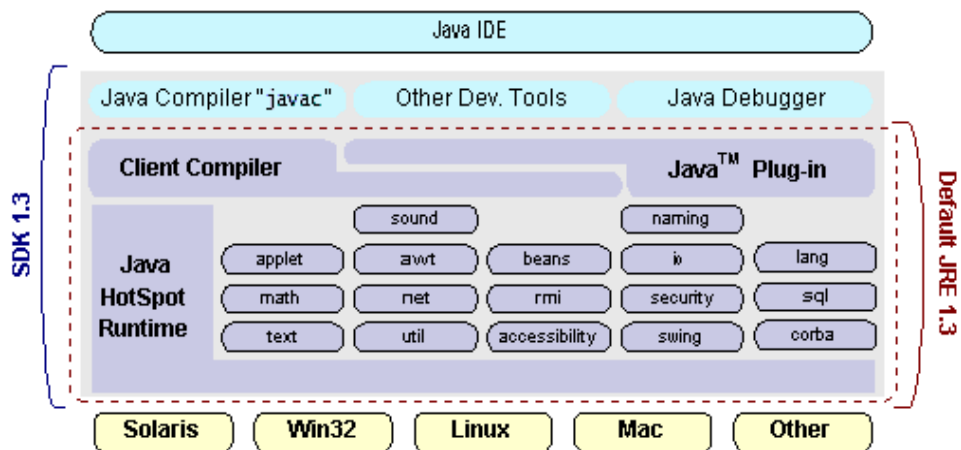 Java IDE
Java Compiler "javac"
Other Dev. Tools
Java Debugger
Client Compiler
Java™ Plug-in
SDK 1.3
Default JRE 1.3
Java
HotSpot
Runtime
sound
naming
applet
awt
beans
io
lang
math
net
rmi
security
sql
text
util
accessibility
swing
corba
Solaris
Win32
Linux
Mac
Other